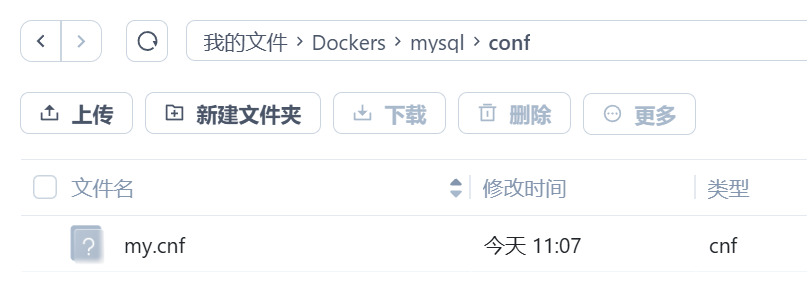 我的文件 > Dockers > mysql > conf
上传 新建文件夹 下载 删除 更多
文件名 修改时间 类型
my.cnf 今天 11:07 cnf